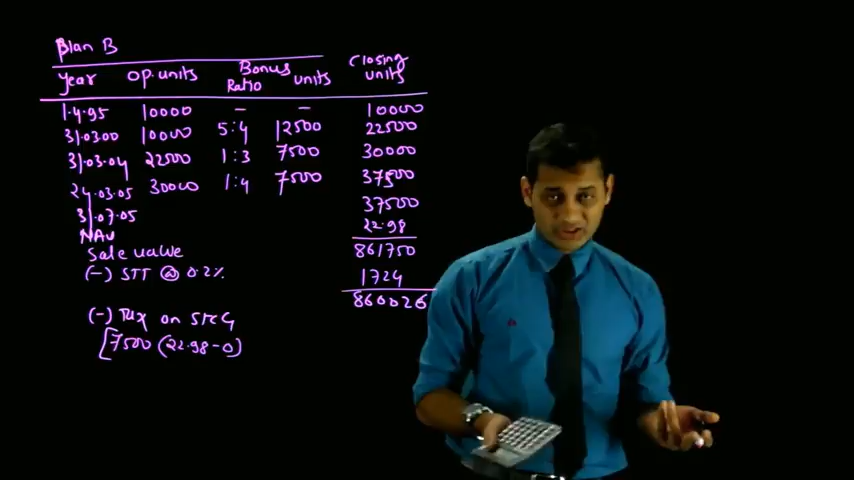 Plan B
Year Op. units Bonus Ratio units Closing units
1.4.95 10000 - - 10000
31.03.00 10000 5:4 12500 22500
31.03.04 22500 1:3 7500 30000
24.03.05 30000 1:4 7500 37500
31.07.05 37500
NAV 22.98
Sale value 861750
(-) STT @ 0.2% 1724
860026
(-) Tax on STCG
[7500 (22.98-0)